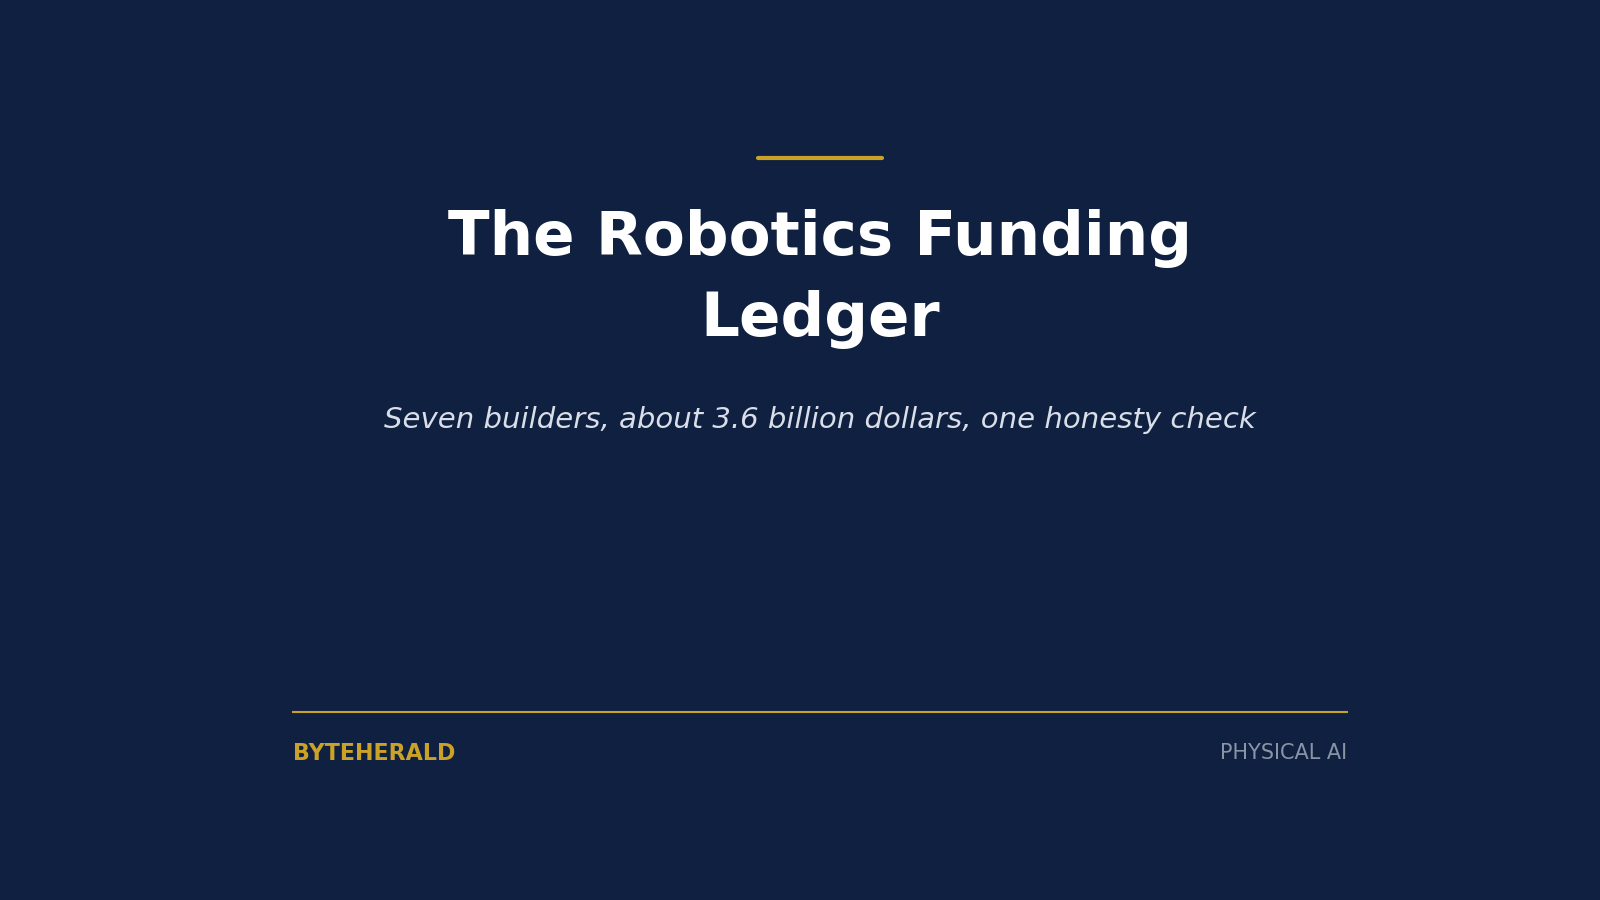 The Robotics Funding
Ledger
Seven builders, about 3.6 billion dollars, one honesty check
BYTEHERALD
PHYSICAL AI